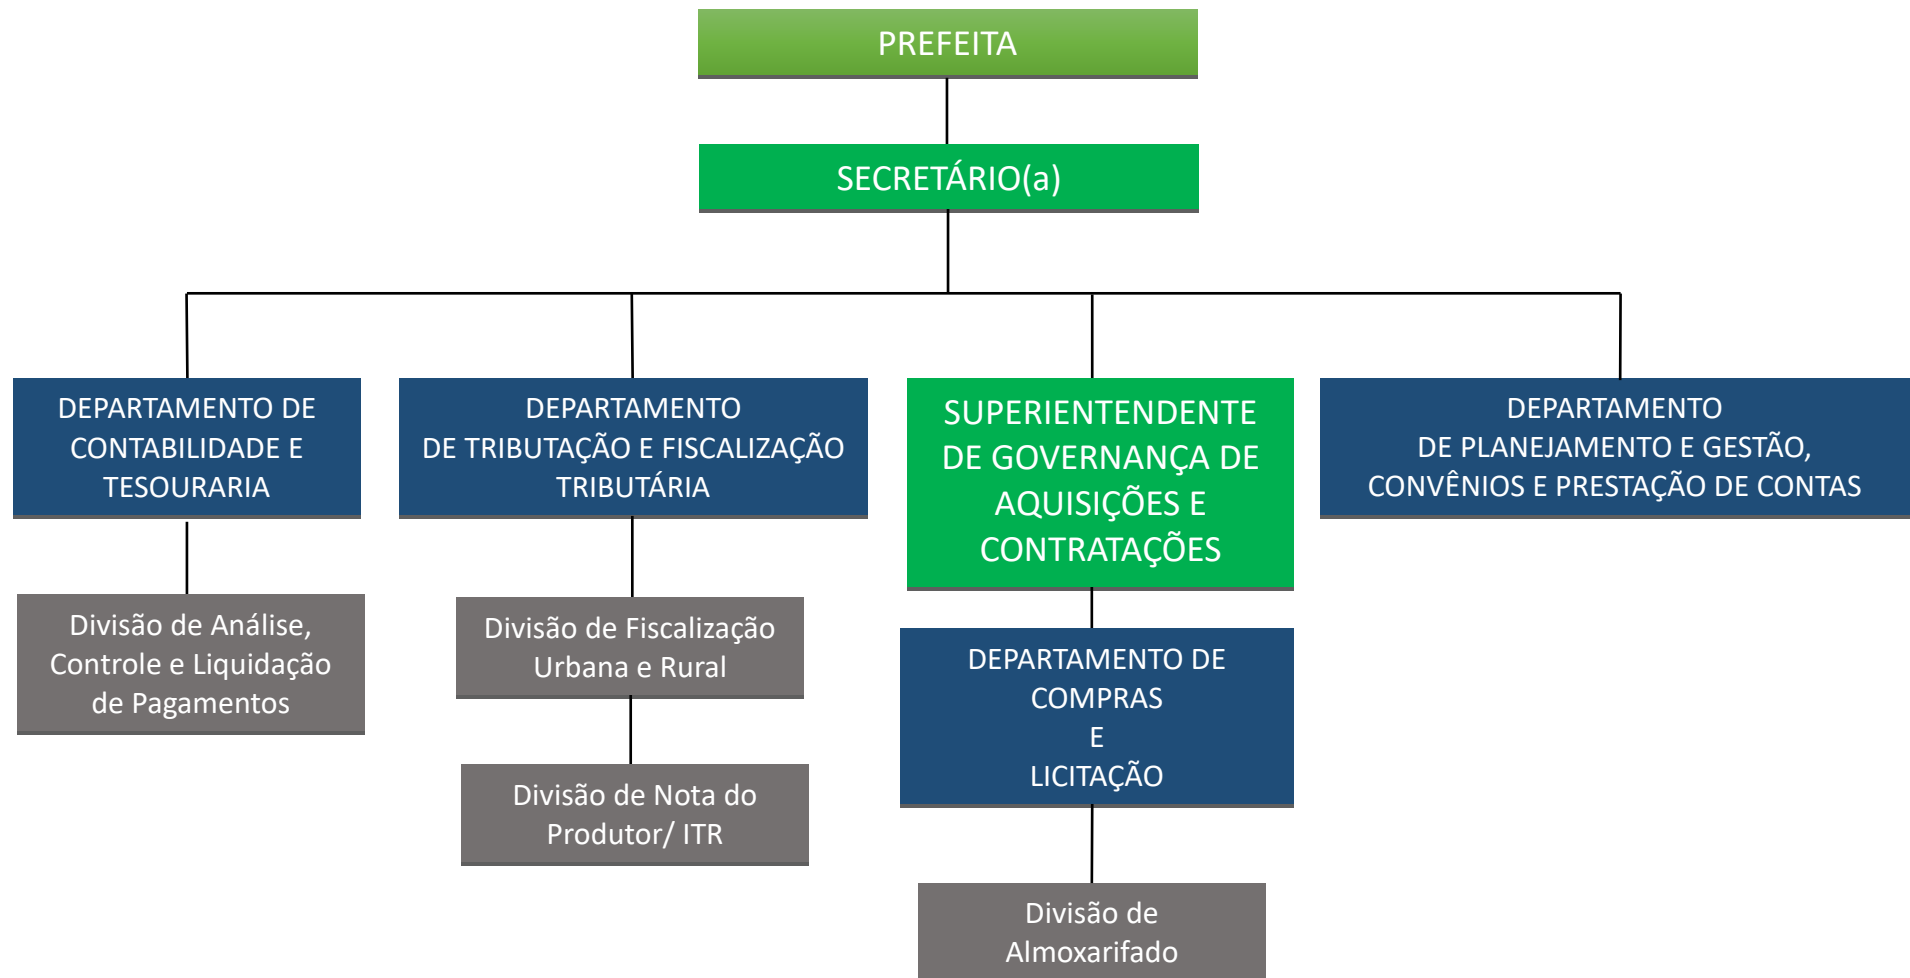 PREFEITA
SECRETÁRIO(a)
DEPARTAMENTO DE
CONTABILIDADE E
TESOURARIA
DEPARTAMENTO
DE TRIBUTAÇÃO E FISCALIZAÇÃO
TRIBUTÁRIA
SUPERIENTENDENTE
DE GOVERNANÇA DE
AQUISIÇÕES E
CONTRATAÇÕES
DEPARTAMENTO
DE PLANEJAMENTO E GESTÃO,
CONVÊNIOS E PRESTAÇÃO DE CONTAS
Divisão de Análise,
Controle e Liquidação
de Pagamentos
Divisão de Fiscalização
Urbana e Rural
DEPARTAMENTO DE
COMPRAS
E
LICITAÇÃO
Divisão de Nota do
Produtor/ ITR
Divisão de
Almoxarifado